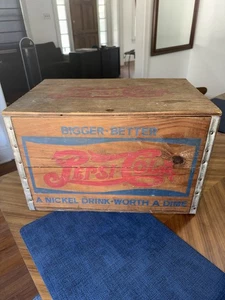 BIGGER-BETTER
PEPSI-COLA
A NICKEL DRINK-WORTH A DIME